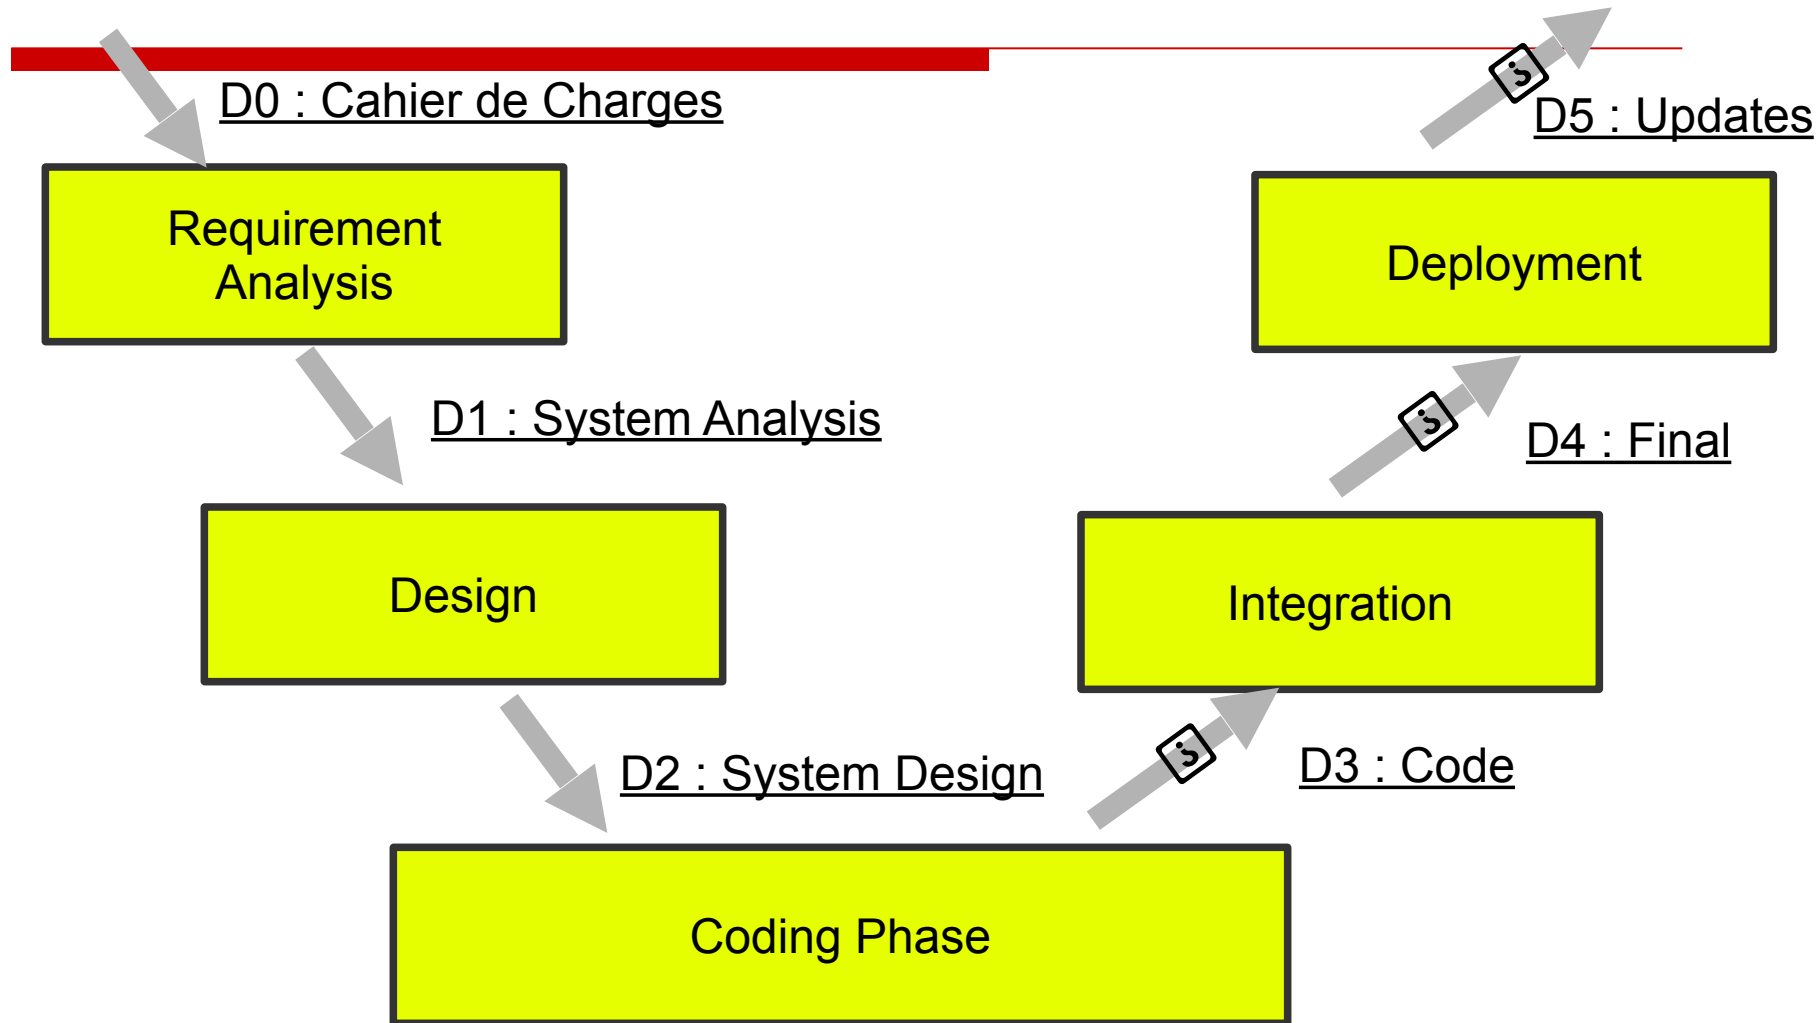 D0 : Cahier de Charges
D5 : Updates
Requirement
Analysis
Deployment
D1 : System Analysis
D4 : Final
Design
Integration
D2 : System Design
D3 : Code
Coding Phase